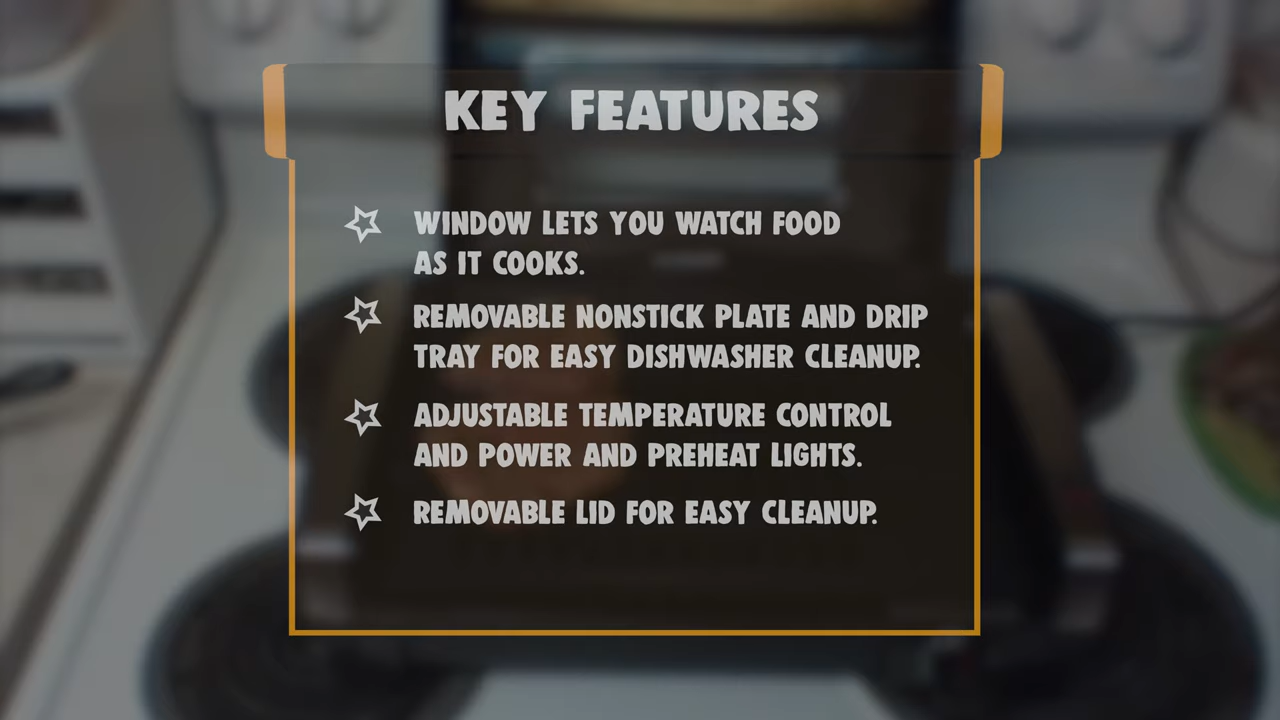 KEY FEATURES
WINDOW LETS YOU WATCH FOOD
AS IT COOKS.
REMOVABLE NONSTICK PLATE AND DRIP
TRAY FOR EASY DISHWASHER CLEANUP.
ADJUSTABLE TEMPERATURE CONTROL
AND POWER AND PREHEAT LIGHTS.
REMOVABLE LID FOR EASY CLEANUP.